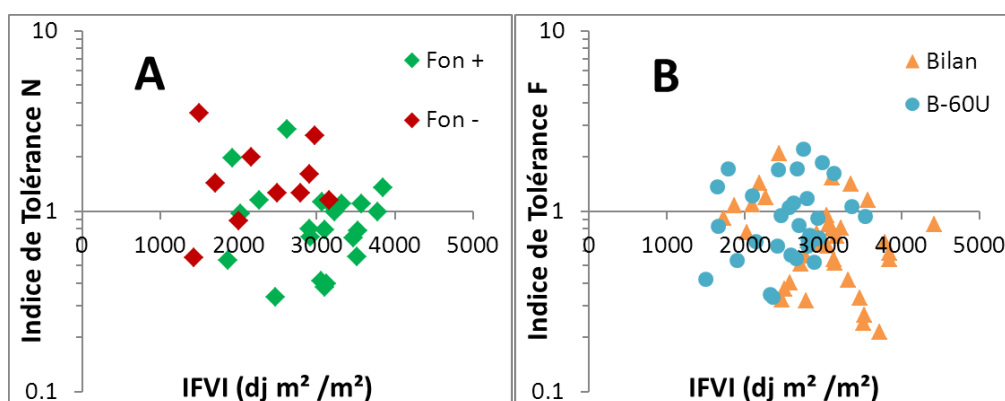 A
Indice de Tolérance N
10
1
0.1
0 1000 2000 3000 4000 5000
IFVI (dj m² /m²)
Fon +
Fon -
B
Indice de Tolérance F
10
1
0.1
0 1000 2000 3000 4000 5000
IFVI (dj m² /m²)
Bilan
B-60U